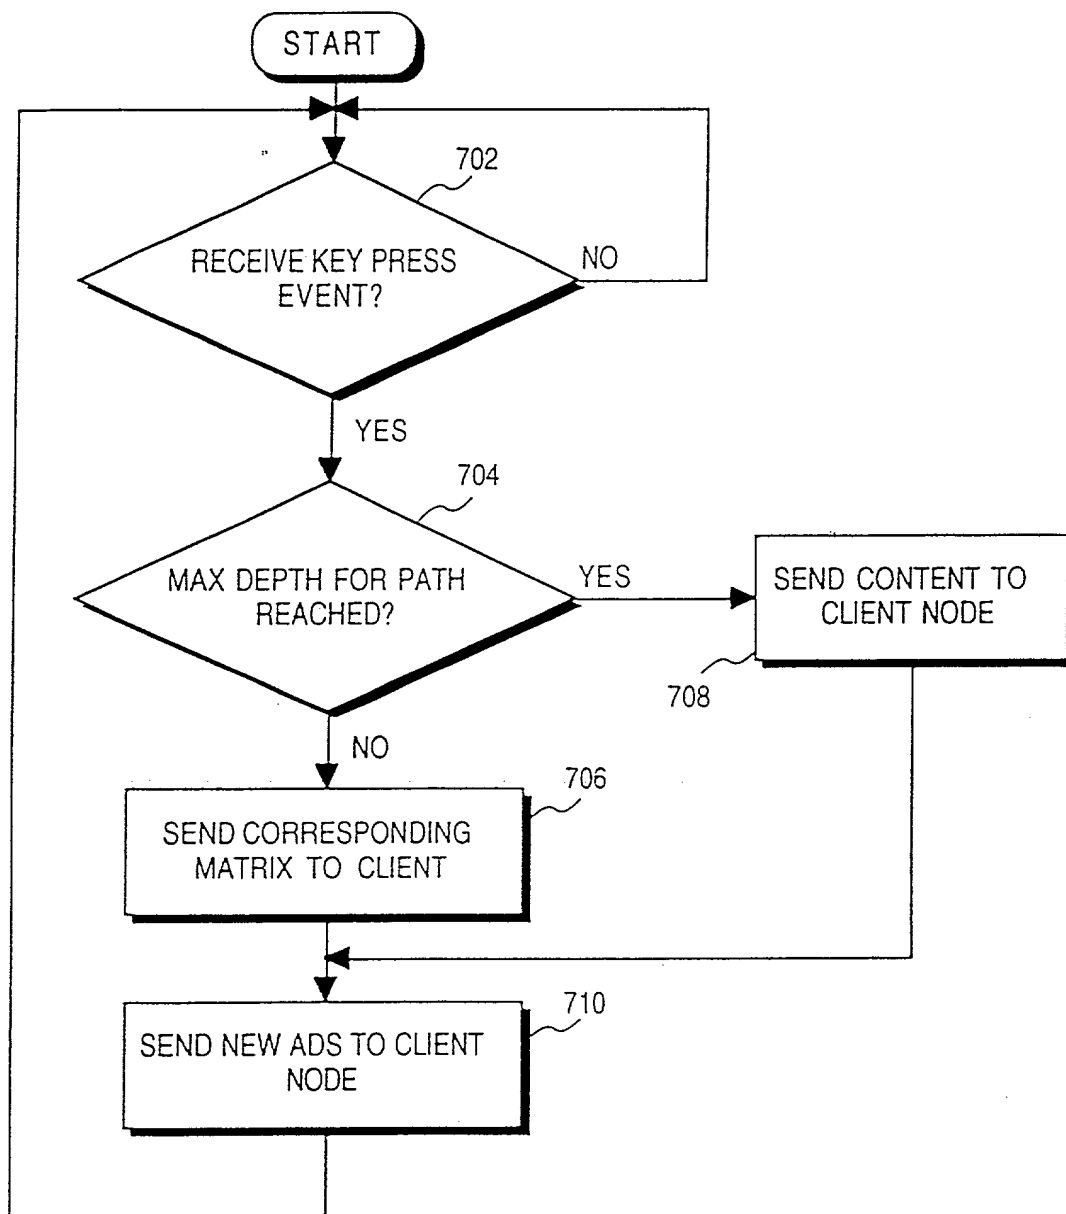 START
702
RECEIVE KEY PRESS
EVENT?
NO
YES
704
MAX DEPTH FOR PATH
REACHED?
YES
SEND CONTENT TO
CLIENT NODE
708
NO
706
SEND CORRESPONDING
MATRIX TO CLIENT
710
SEND NEW ADS TO CLIENT
NODE